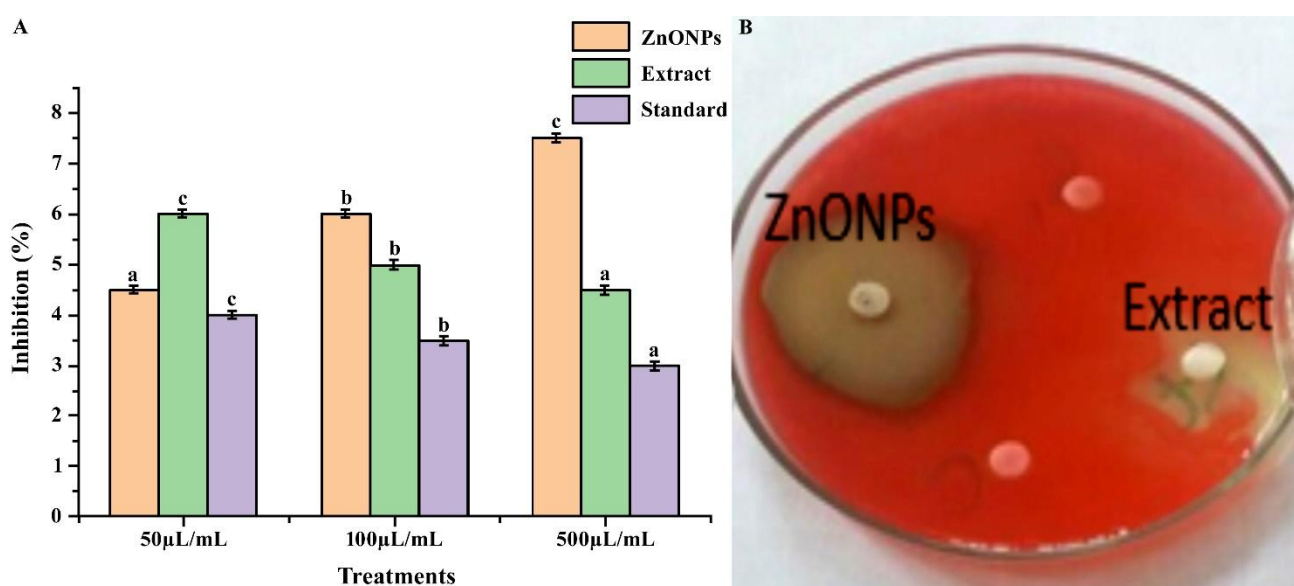 A
ZnONPs
Extract
Standard
8
7
6
5
4
3
2
1
0
Inhibition (%)
a
c
c
b
b
b
c
a
a
50µL/mL
100µL/mL
500µL/mL
Treatments
B
ZnONPs
Extract